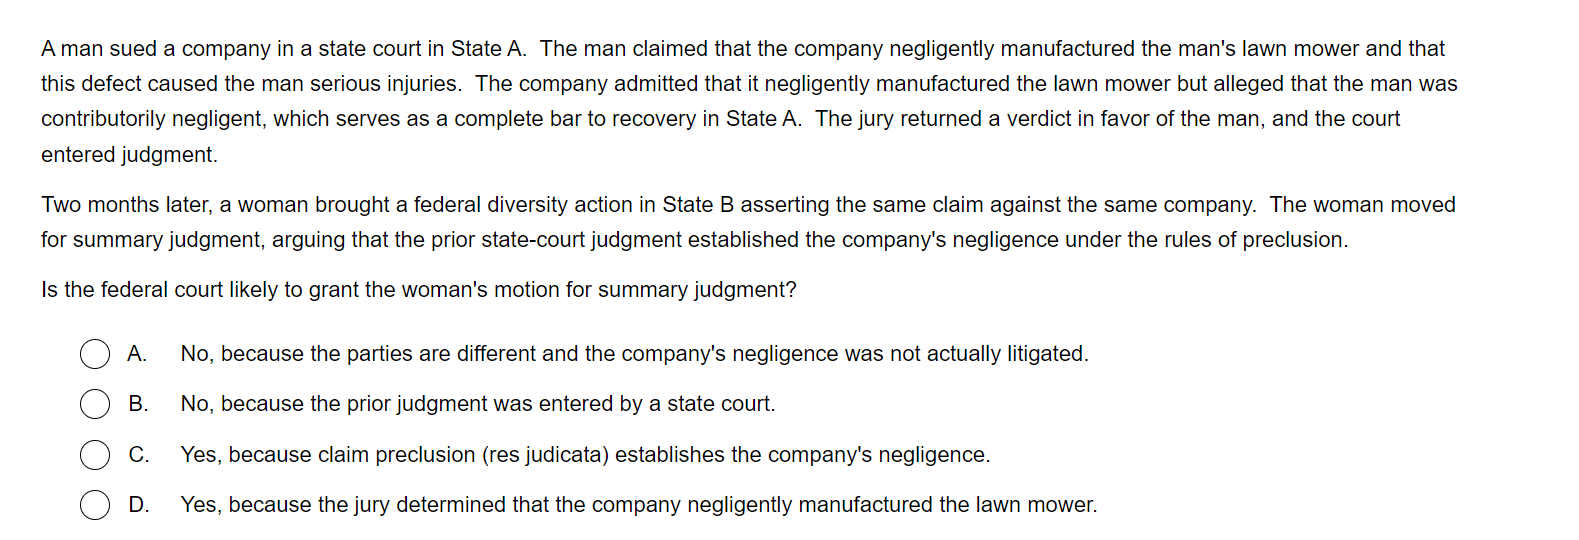 A man sued a company in a state court in State A.  The man claimed that the company negligently manufactured the man's lawn mower and that
this defect caused the man serious injuries.  The company admitted that it negligently manufactured the lawn mower but alleged that the man was
contributorily negligent, which serves as a complete bar to recovery in State A.  The jury returned a verdict in favor of the man, and the court
entered judgment.
Two months later, a woman brought a federal diversity action in State B asserting the same claim against the same company.  The woman moved
for summary judgment, arguing that the prior state-court judgment established the company's negligence under the rules of preclusion.
Is the federal court likely to grant the woman's motion for summary judgment?
A. No, because the parties are different and the company's negligence was not actually litigated.
B. No, because the prior judgment was entered by a state court.
C. Yes, because claim preclusion (res judicata) establishes the company's negligence.
D. Yes, because the jury determined that the company negligently manufactured the lawn mower.